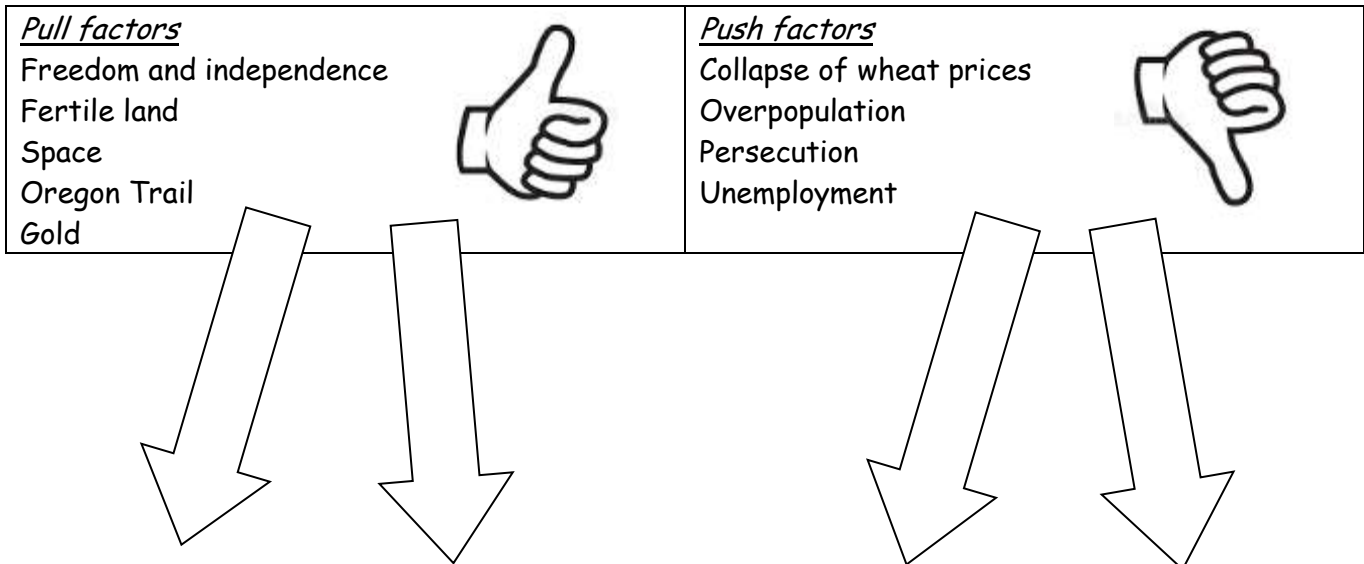 Pull factors
Freedom and independence
Fertile land
Space
Oregon Trail
Gold
Push factors
Collapse of wheat prices
Overpopulation
Persecution
Unemployment